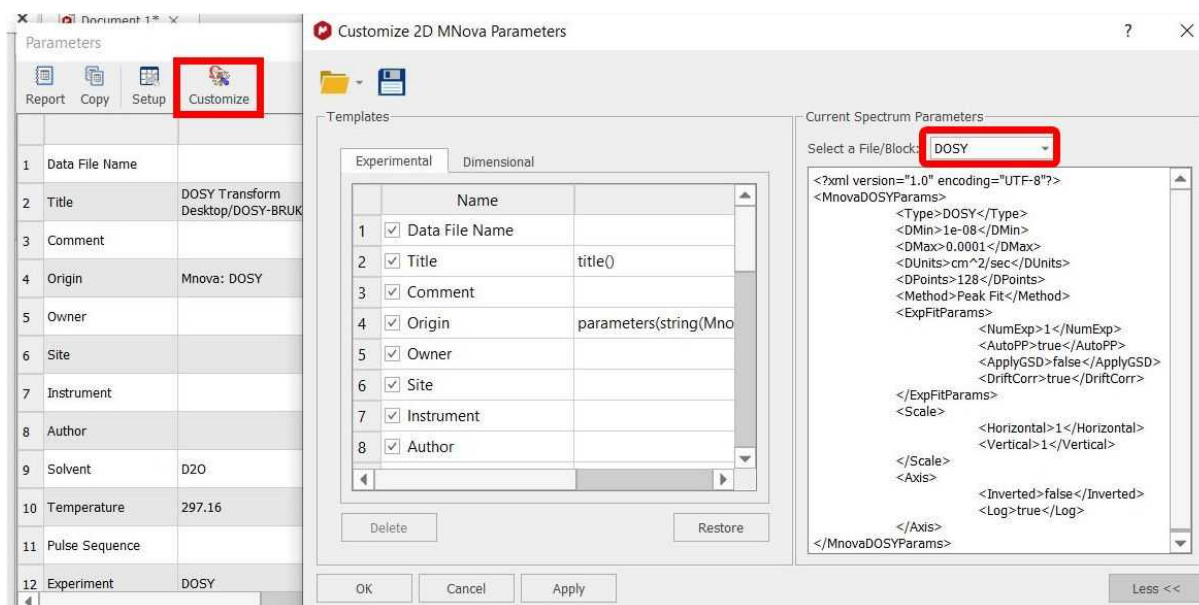 Document 1*
Parameters
Report Copy Setup Customize
1 Data File Name
2 Title DOSY Transform
Desktop/DOSY-BRUK
3 Comment
4 Origin Mnova: DOSY
5 Owner
6 Site
7 Instrument
8 Author
9 Solvent D2O
10 Temperature 297.16
11 Pulse Sequence
12 Experiment DOSY
Customize 2D MNova Parameters
Templates
Experimental Dimensional
Name
1 Data File Name
2 Title title()
3 Comment
4 Origin parameters(string(Mno
5 Owner
6 Site
7 Instrument
8 Author
Delete Restore
OK Cancel Apply
Current Spectrum Parameters
Select a File/Block: DOSY
<?xml version="1.0" encoding="UTF-8"?>
<MnovaDOSYParams>
<Type>DOSY</Type>
<DMin>1e-08</DMin>
<DMax>0.0001</DMax>
<DUnits>cm^2/sec</DUnits>
<DPoints>128</DPoints>
<Method>Peak Fit</Method>
<ExpFitParams>
<NumExp>1</NumExp>
<AutoPP>true</AutoPP>
<ApplyGSD>false</ApplyGSD>
<DriftCorr>true</DriftCorr>
</ExpFitParams>
<Scale>
<Horizontal>1</Horizontal>
<Vertical>1</Vertical>
</Scale>
<Axis>
<Inverted>false</Inverted>
<Log>true</Log>
</Axis>
</MnovaDOSYParams>
Less <<